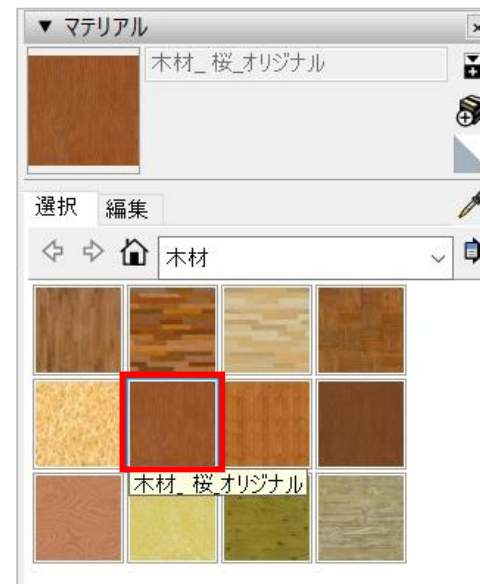 ▼ マテリアル
木材_ 桜_オリジナル
選択 編集
木材
木材_ 桜_オリジナル